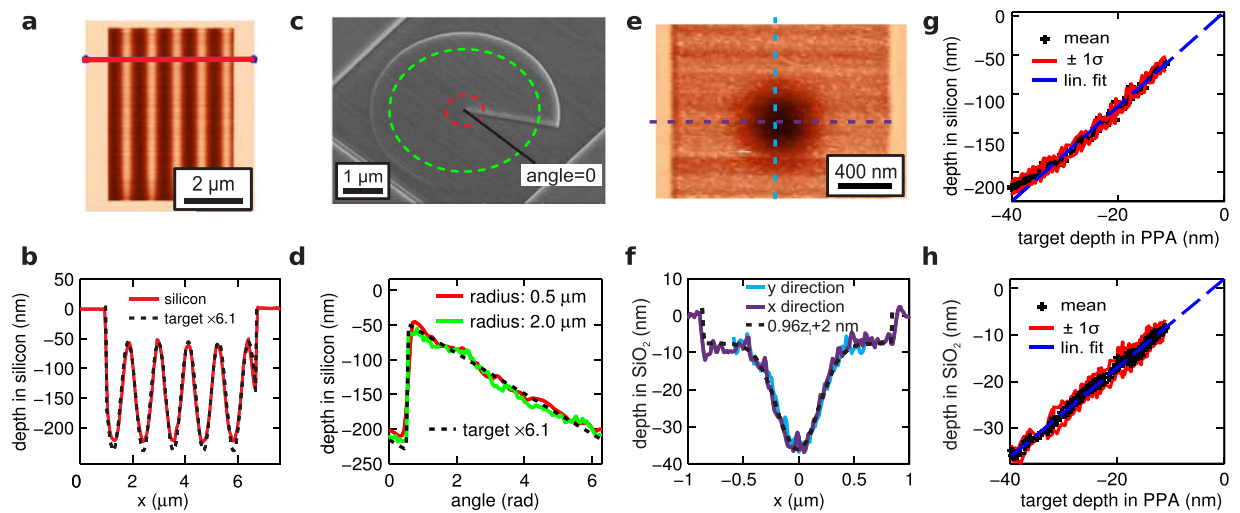 a
2 µm
b
50
0
−50
−100
−150
−200
depth in silicon (nm)
silicon
target ×6.1
0
2
4
6
x (µm)
c
1 µm
angle=0
d
0
−50
−100
−150
−200
−250
depth in silicon (nm)
radius: 0.5 µm
radius: 2.0 µm
target ×6.1
0
2
4
6
angle (rad)
e
400 nm
f
10
0
−10
−20
−30
−40
depth in SiO2 (nm)
y direction
x direction
0.96zt+2 nm
−1
−0.5
0
0.5
1
x (µm)
g
0
−50
−100
−150
−200
depth in silicon (nm)
mean
± 1σ
lin. fit
−40
−20
0
target depth in PPA (nm)
h
0
−10
−20
−30
depth in SiO2 (nm)
mean
± 1σ
lin. fit
−40
−20
0
target depth in PPA (nm)